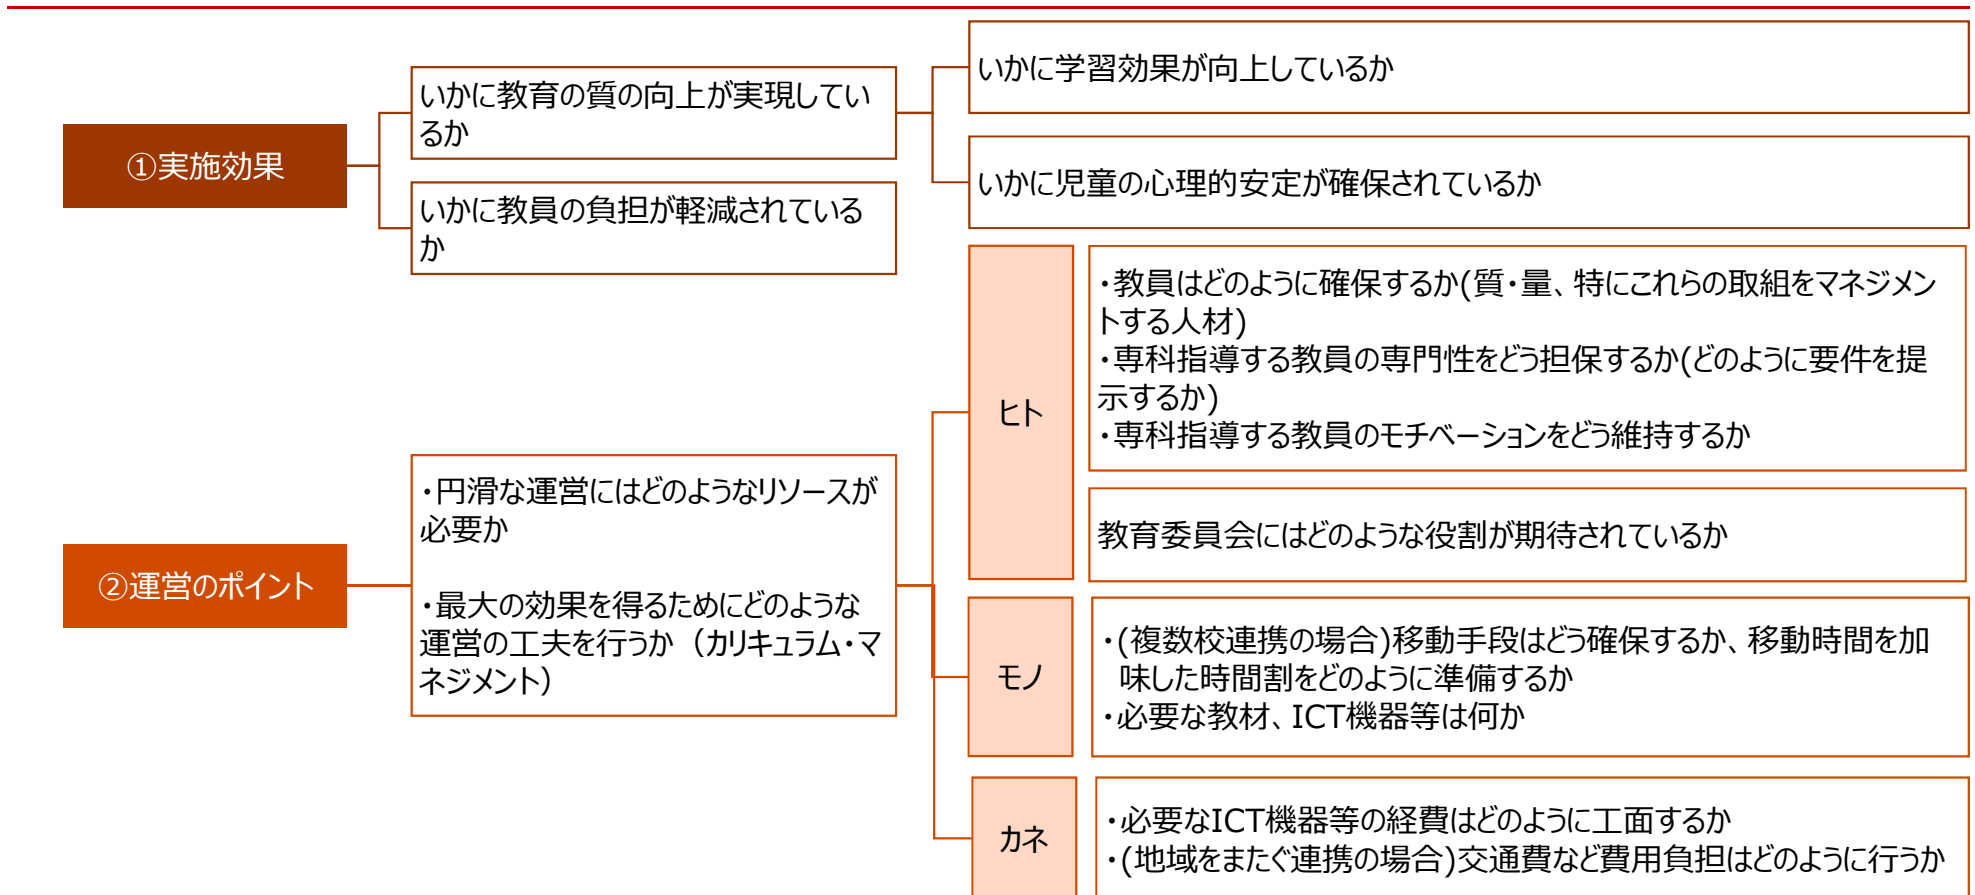 ①実施効果
いかに教育の質の向上が実現してい
るか
いかに教員の負担が軽減されている
か
いかに学習効果が向上しているか
いかに児童の心理的安定が確保されているか
②運営のポイント
・円滑な運営にはどのようなリソースが
必要か
・最大の効果を得るためにどのような
運営の工夫を行うか（カリキュラム・マ
ネジメント）
ヒト
・教員はどのように確保するか(質・量、特にこれらの取組をマネジメン
トする人材)
・専科指導する教員の専門性をどう担保するか(どのように要件を提
示するか)
・専科指導する教員のモチベーションをどう維持するか
教育委員会にはどのような役割が期待されているか
モノ
・(複数校連携の場合)移動手段はどう確保するか、移動時間を加
味した時間割をどのように準備するか
・必要な教材、ICT機器等は何か
カネ
・必要なICT機器等の経費はどのように工面するか
・(地域をまたぐ連携の場合)交通費など費用負担はどのように行うか